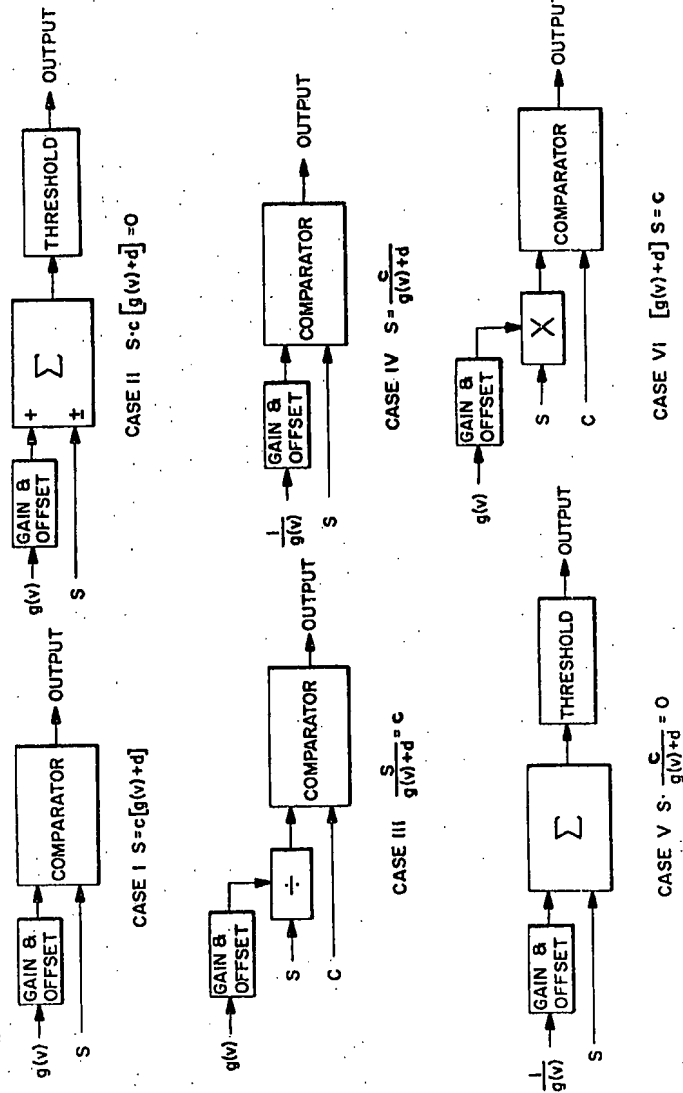 g(v)
GAIN &
OFFSET
S
COMPARATOR
OUTPUT
CASE I S=c[g(v)+d]
g(v)
GAIN &
OFFSET
S
+
±
Σ
THRESHOLD
OUTPUT
CASE II S·c[g(v)+d]=0
g(v)
GAIN &
OFFSET
S
÷
C
COMPARATOR
OUTPUT
CASE III S/g(v)+d = c
1/g(v)
GAIN &
OFFSET
S
COMPARATOR
OUTPUT
CASE IV S= c/g(v)+d
1/g(v)
GAIN &
OFFSET
S
Σ
THRESHOLD
OUTPUT
CASE V S· c/g(v)+d = 0
g(v)
GAIN &
OFFSET
S
X
C
COMPARATOR
OUTPUT
CASE VI [g(v)+d] S=c